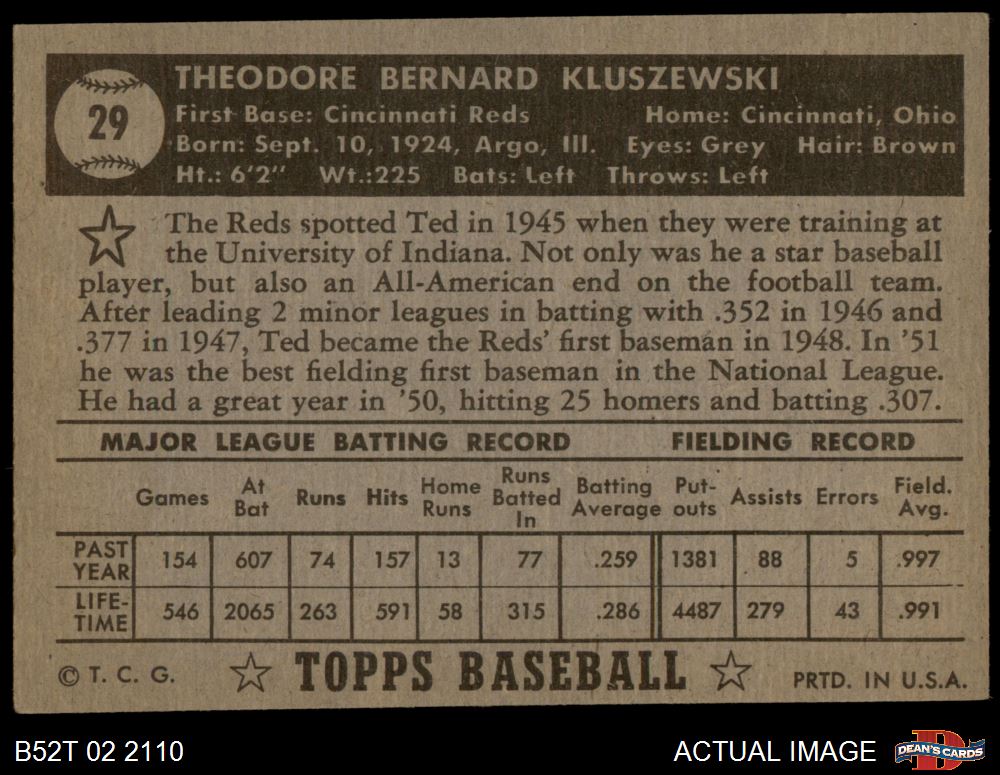 29
THEODORE BERNARD KLUSZEWSKI
First Base: Cincinnati Reds Home: Cincinnati, Ohio
Born: Sept. 10, 1924, Argo, Ill. Eyes: Grey Hair: Brown
Ht.: 6'2" Wt.:225 Bats: Left Throws: Left
The Reds spotted Ted in 1945 when they were training at
the University of Indiana. Not only was he a star baseball
player, but also an All-American end on the football team.
After leading 2 minor leagues in batting with .352 in 1946 and
.377 in 1947, Ted became the Reds' first baseman in 1948. In '51
he was the best fielding first baseman in the National League.
He had a great year in '50, hitting 25 homers and batting .307.
MAJOR LEAGUE BATTING RECORD FIELDING RECORD
Games At Bat Runs Hits Home Runs Runs Batted In Batting Average Put-outs Assists Errors Field. Avg.
PAST YEAR 154 607 74 157 13 77 .259 1381 88 5 .997
LIFE-TIME 546 2065 263 591 58 315 .286 4487 279 43 .991
© T. C. G. TOPPS BASEBALL PRTD. IN U.S.A.
B52T 02 2110 ACTUAL IMAGE DEAN'S CARDS